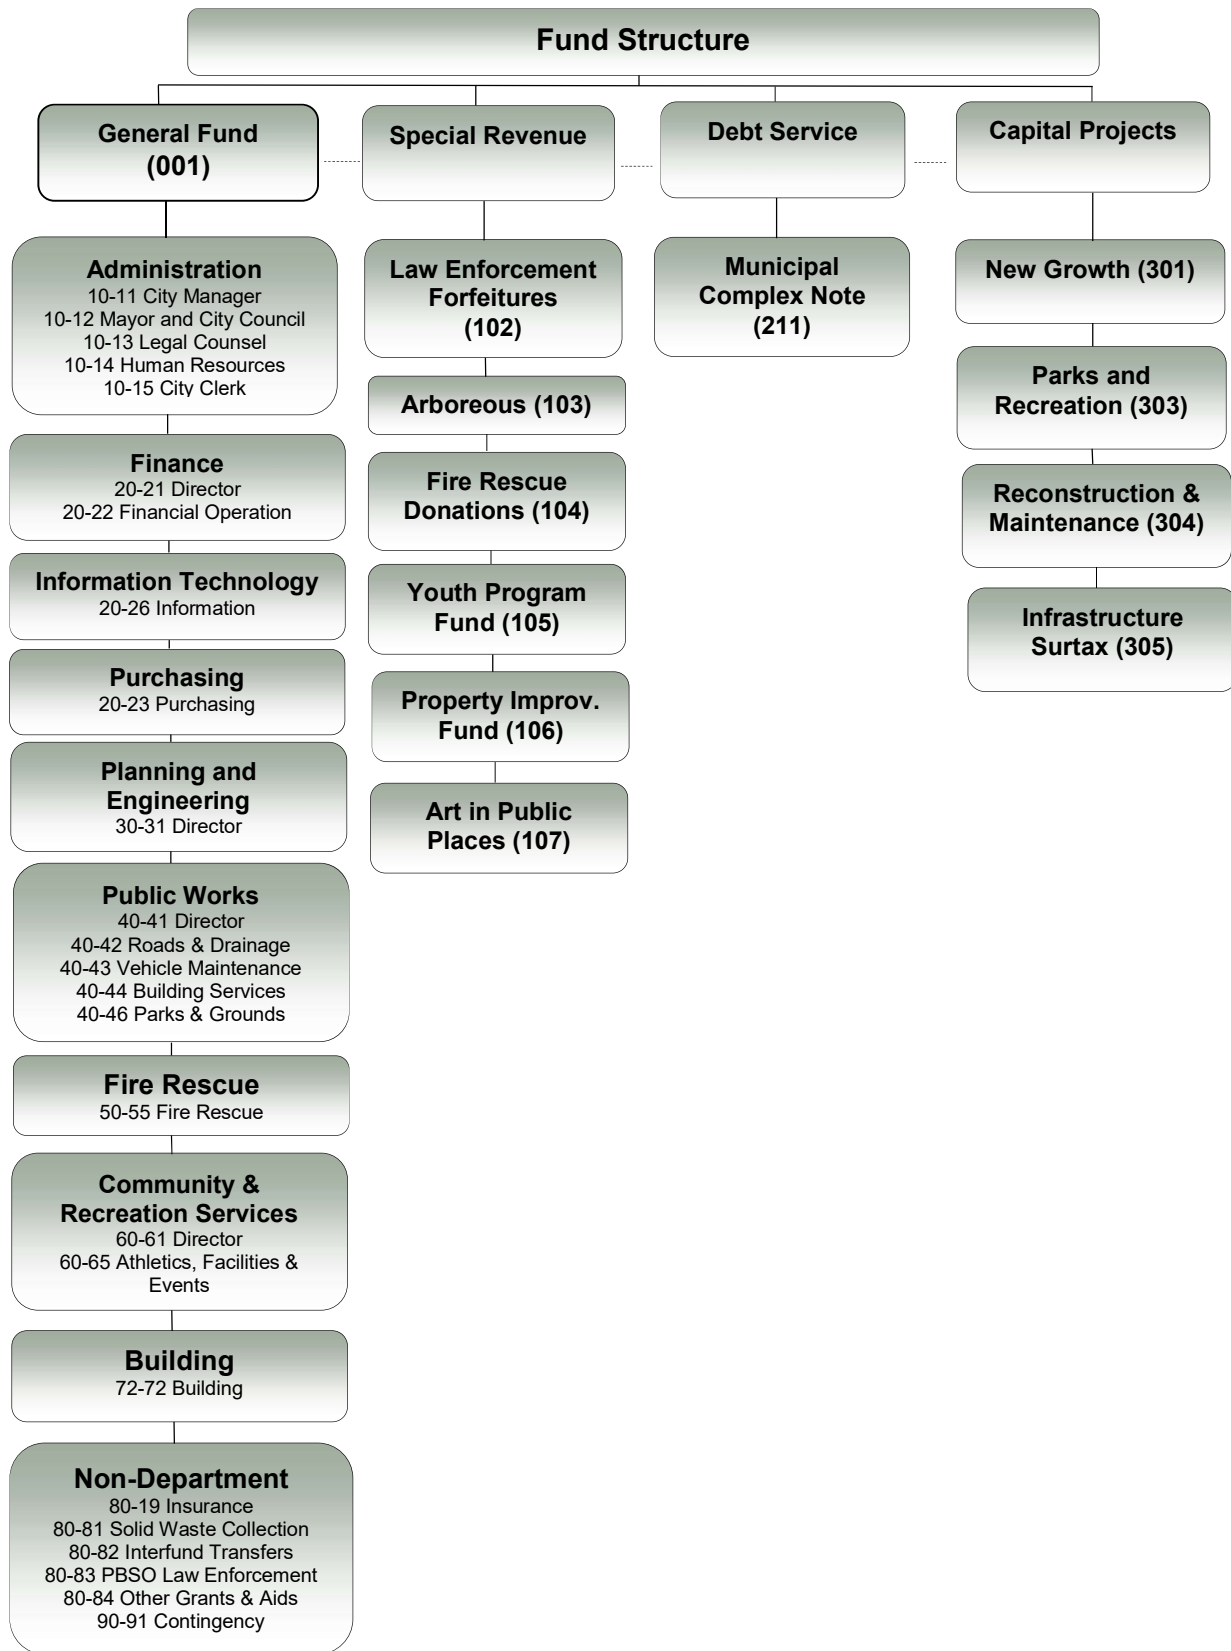 Fund Structure
General Fund
(001)
Special Revenue
Debt Service
Capital Projects
Administration
10-11 City Manager
10-12 Mayor and City Council
10-13 Legal Counsel
10-14 Human Resources
10-15 City Clerk
Finance
20-21 Director
20-22 Financial Operation
Information Technology
20-26 Information
Purchasing
20-23 Purchasing
Planning and
Engineering
30-31 Director
Public Works
40-41 Director
40-42 Roads & Drainage
40-43 Vehicle Maintenance
40-44 Building Services
40-46 Parks & Grounds
Fire Rescue
50-55 Fire Rescue
Community &
Recreation Services
60-61 Director
60-65 Athletics, Facilities &
Events
Building
72-72 Building
Non-Department
80-19 Insurance
80-81 Solid Waste Collection
80-82 Interfund Transfers
80-83 PBSO Law Enforcement
80-84 Other Grants & Aids
90-91 Contingency
Law Enforcement
Forfeitures
(102)
Arboreous (103)
Fire Rescue
Donations (104)
Youth Program
Fund (105)
Property Improv.
Fund (106)
Art in Public
Places (107)
Municipal
Complex Note
(211)
New Growth (301)
Parks and
Recreation (303)
Reconstruction &
Maintenance (304)
Infrastructure
Surtax (305)